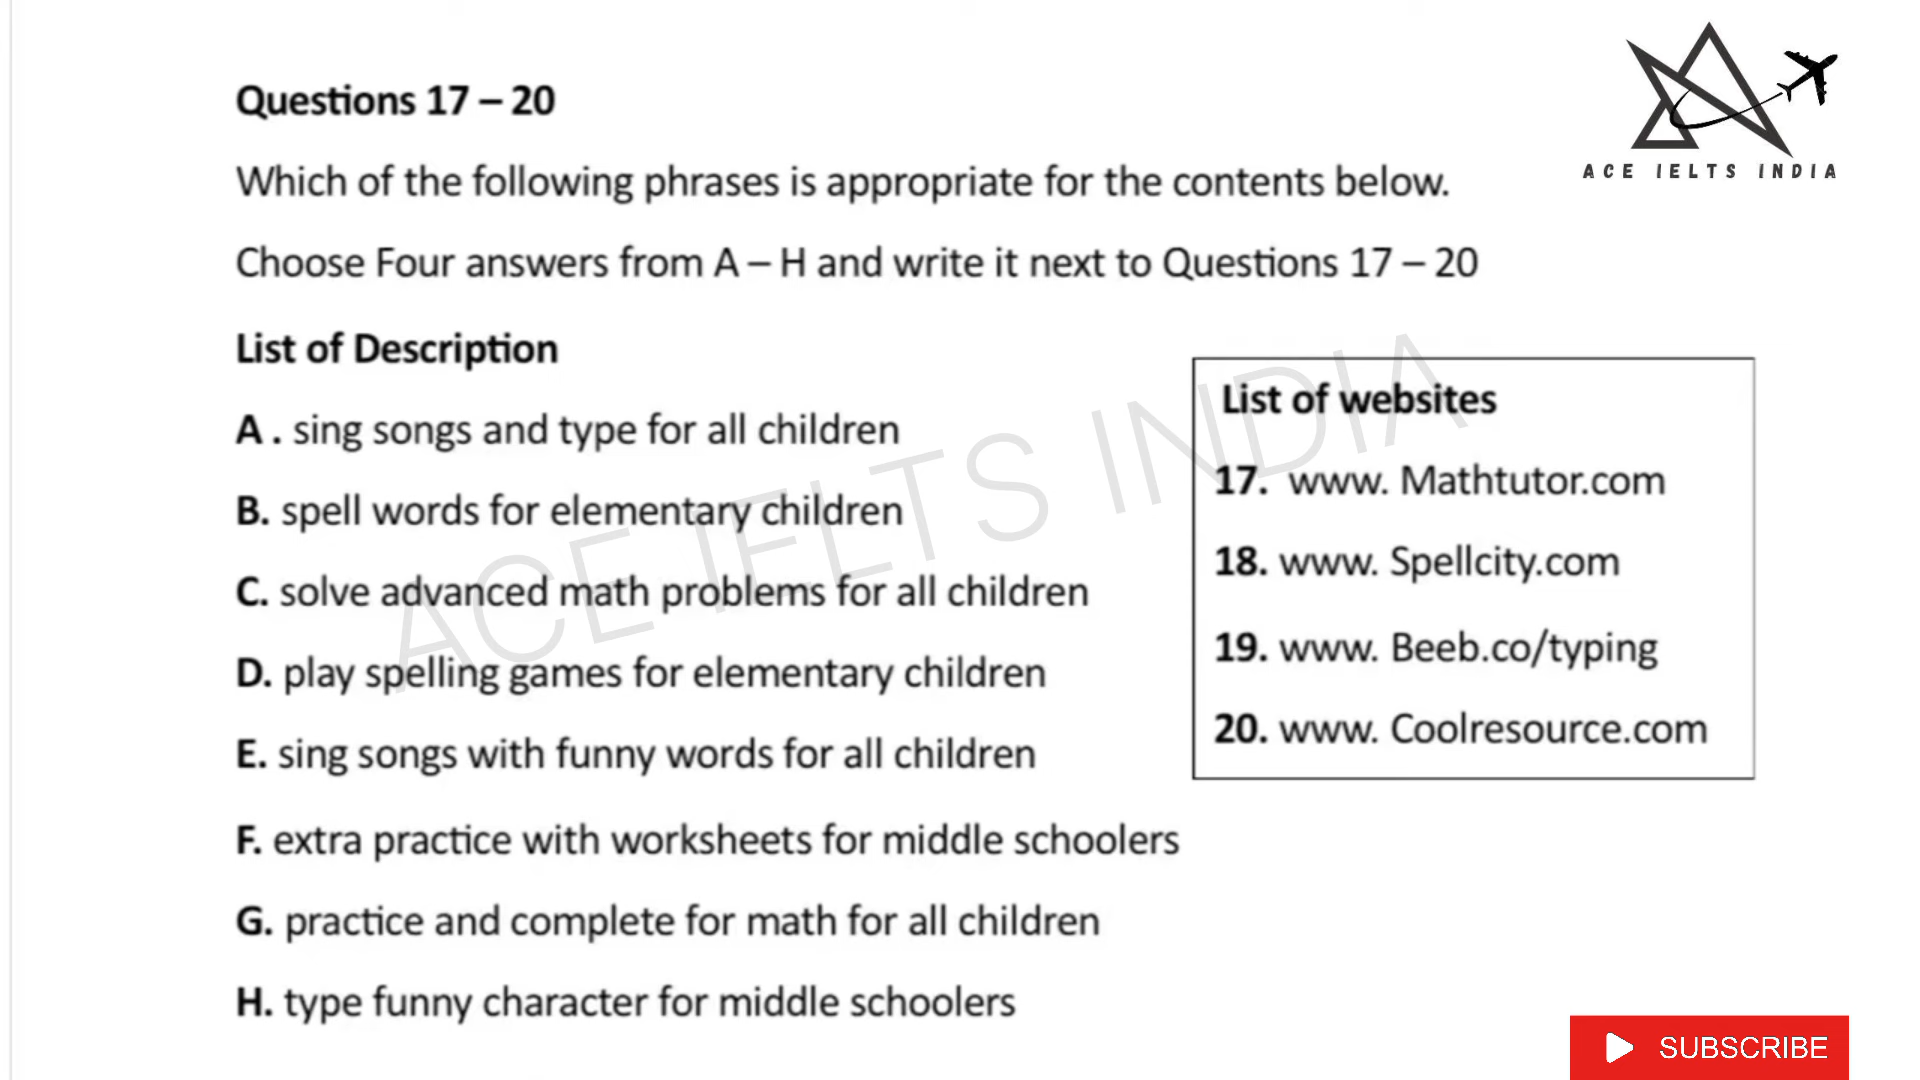 ACE IELTS INDIA
Questions 17 – 20
Which of the following phrases is appropriate for the contents below.
Choose Four answers from A – H and write it next to Questions 17 – 20
List of Description
A . sing songs and type for all children
B. spell words for elementary children
C. solve advanced math problems for all children
D. play spelling games for elementary children
E. sing songs with funny words for all children
F. extra practice with worksheets for middle schoolers
G. practice and complete for math for all children
H. type funny character for middle schoolers
List of websites
17. www. Mathtutor.com
18. www. Spellcity.com
19. www. Beeb.co/typing
20. www. Coolresource.com
ACE IELTS INDIA
SUBSCRIBE